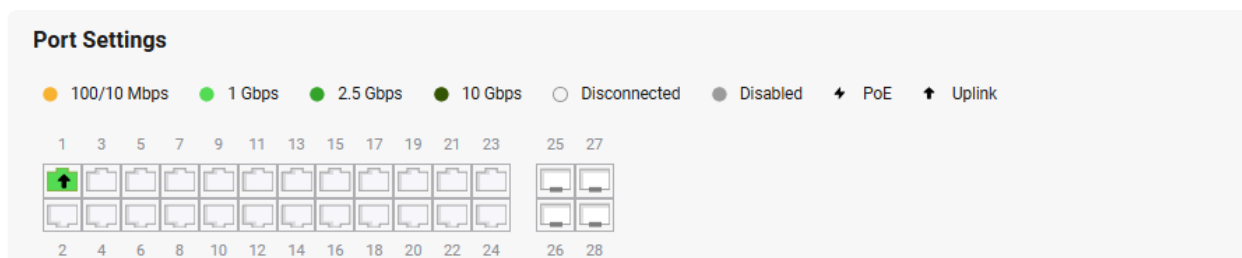 Port Settings
100/10 Mbps 1 Gbps 2.5 Gbps 10 Gbps Disconnected Disabled PoE Uplink
1 3 5 7 9 11 13 15 17 19 21 23 25 27
2 4 6 8 10 12 14 16 18 20 22 24 26 28